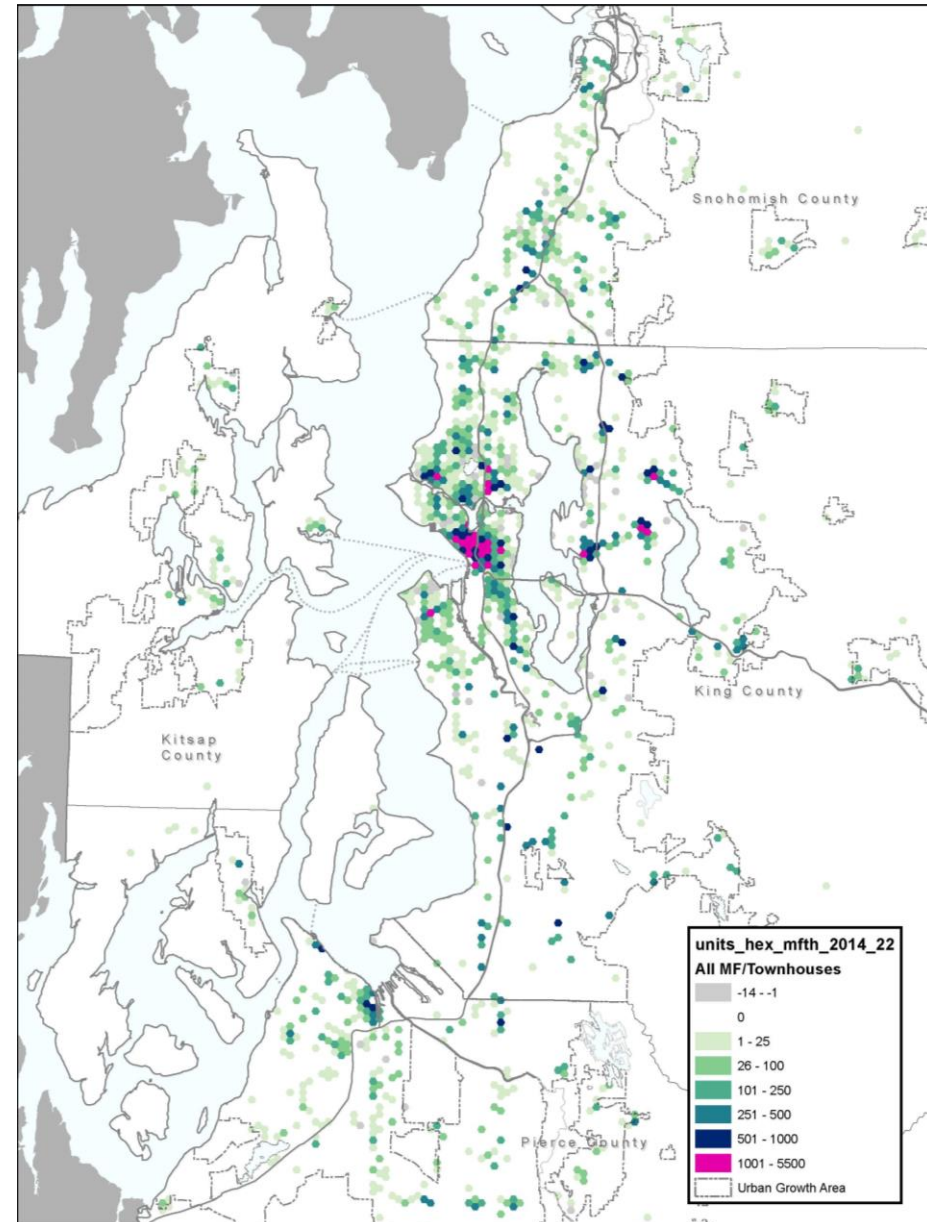 Snohomish County
King County
Kitsap
County
Pierce County
units_hex_mfth_2014_22
All MF/Townhouses
-14 - -1
0
1 - 25
26 - 100
101 - 250
251 - 500
501 - 1000
1001 - 5500
Urban Growth Area